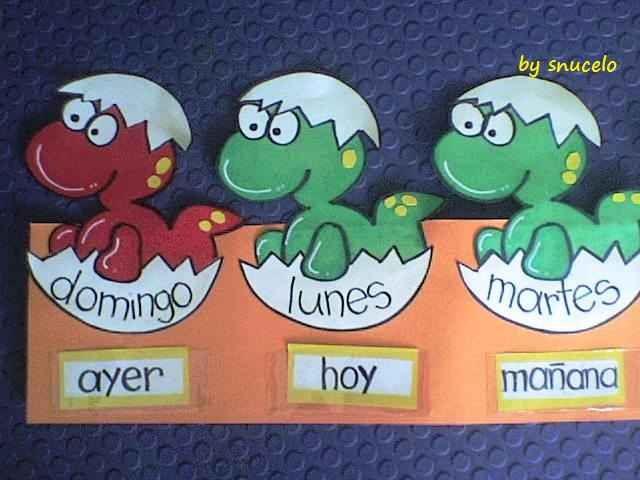 by snucelo
domingo
lunes
martes
ayer
hoy
mañana